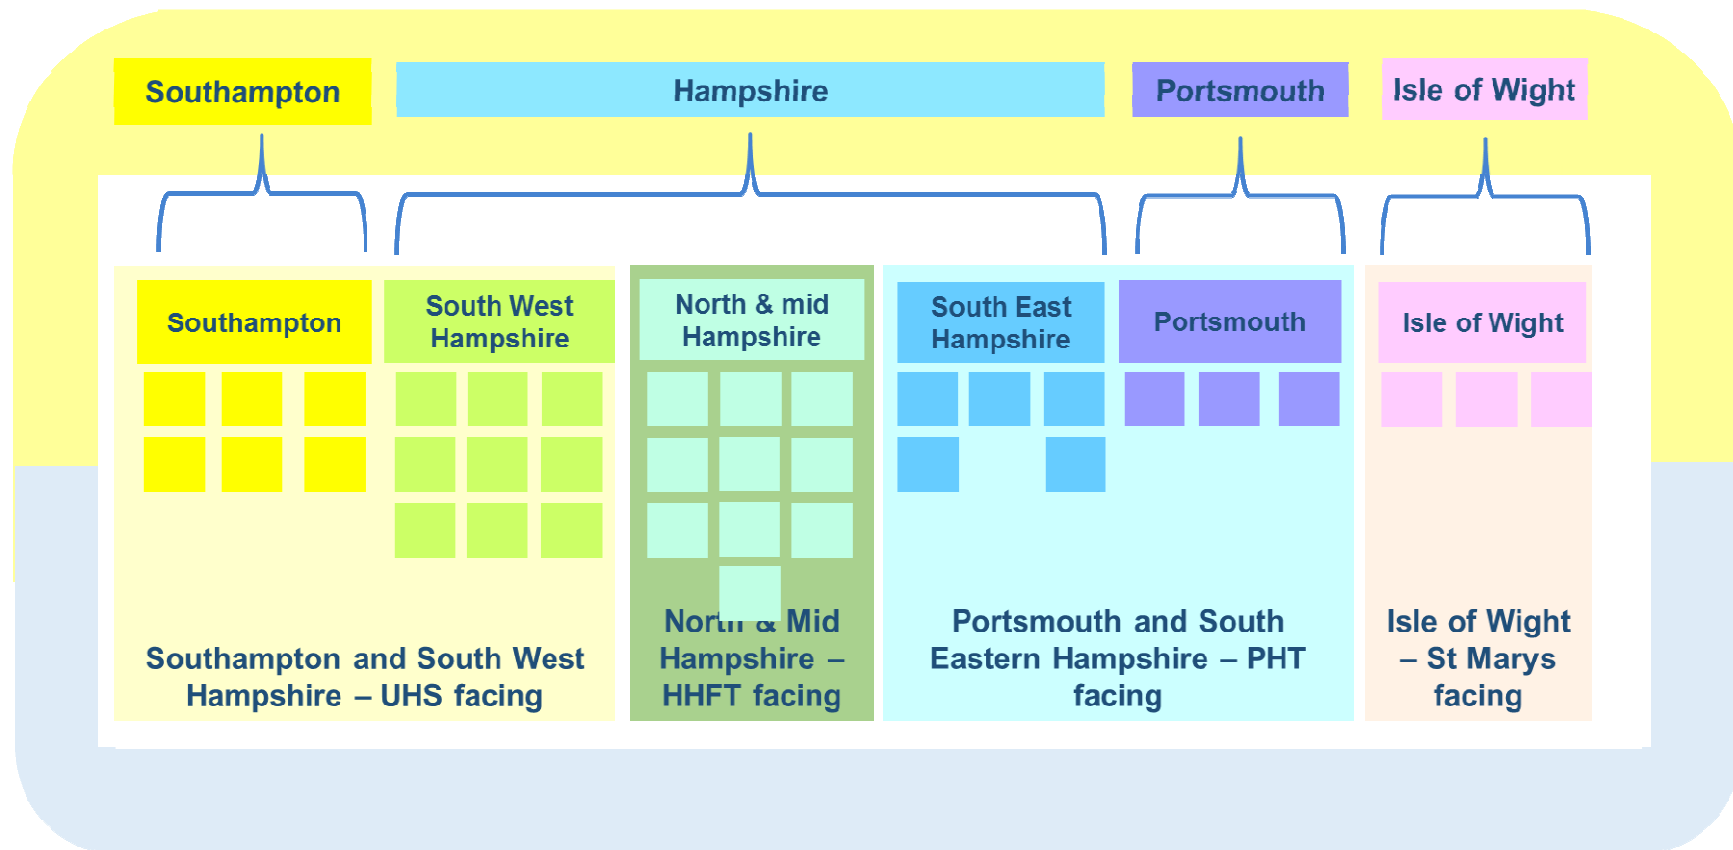 Southampton
Hampshire
Portsmouth
Isle of Wight
Southampton
South West
Hampshire
North & mid
Hampshire
South East
Hampshire
Portsmouth
Isle of Wight
Southampton and South West
Hampshire – UHS facing
North & Mid
Hampshire –
HHFT facing
Portsmouth and South
Eastern Hampshire – PHT
facing
Isle of Wight
– St Marys
facing